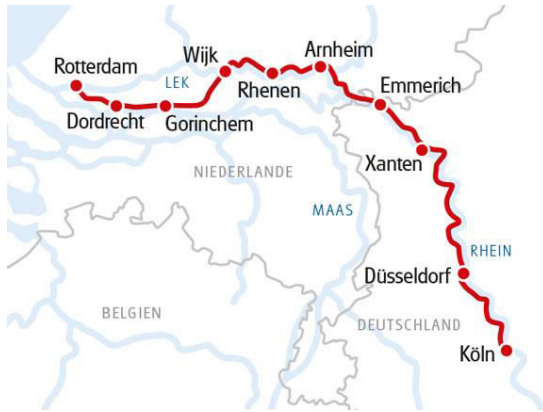 Rotterdam
LEK
Wijk
Arnheim
Rhenen
Emmerich
Dordrecht
Gorinchem
Xanten
NIEDERLANDE
MAAS
RHEIN
Düsseldorf
BELGIEN
DEUTSCHLAND
Köln